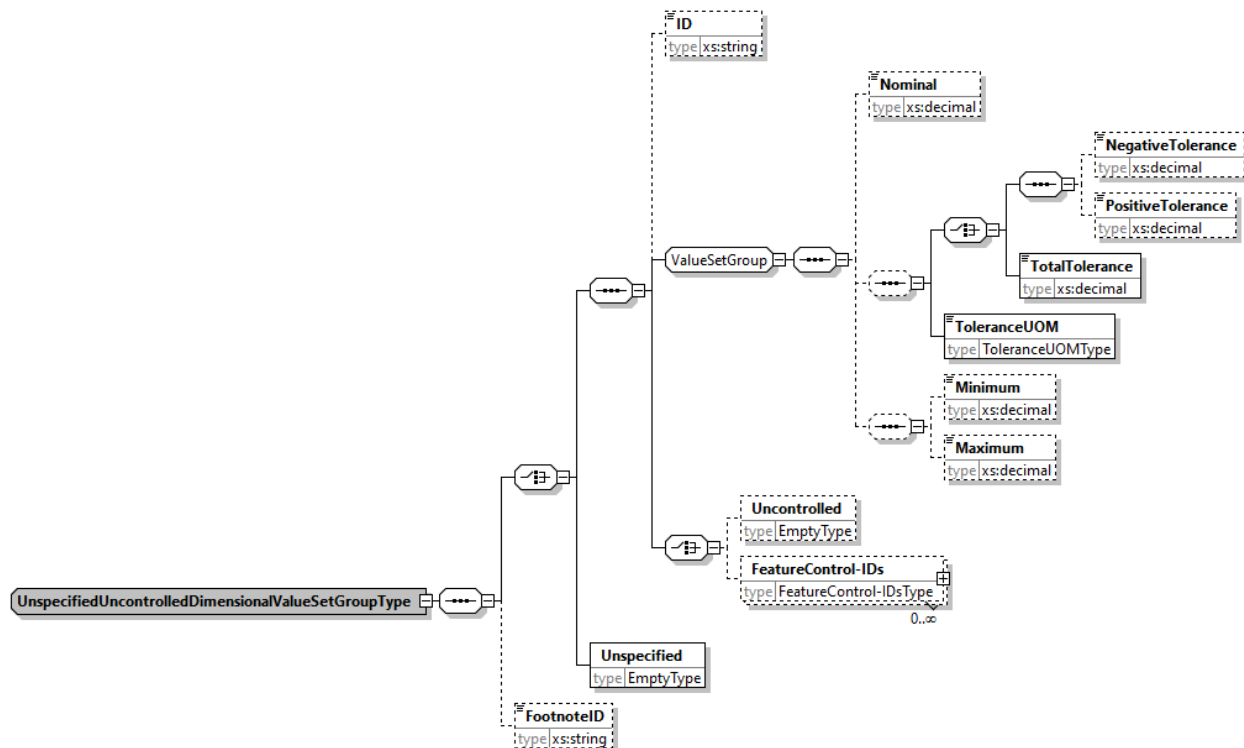 ID
type xs:string
Nominal
type xs:decimal
NegativeTolerance
type xs:decimal
PositiveTolerance
type xs:decimal
ValueSetGroup
TotalTolerance
type xs:decimal
ToleranceUOM
type ToleranceUOMType
Minimum
type xs:decimal
Maximum
type xs:decimal
Uncontrolled
type EmptyType
FeatureControl-IDs
type FeatureControl-IDsType
0..∞
UnspecifiedUncontrolledDimensionalValueSetGroupType
Unspecified
type EmptyType
FootnoteID
type xs:string